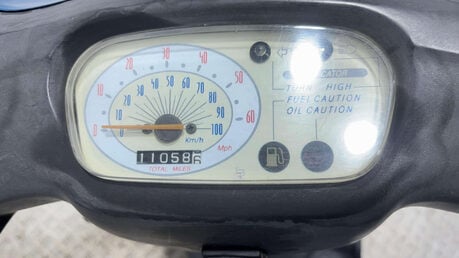 0 10 20 30 40 50 60
0 10 20 30 40 50 60 70 80 90 100
Km/h
Mph
11058
TOTAL MILES
CATOR
TURN HIGH
FUEL CAUTION
OIL CAUTION